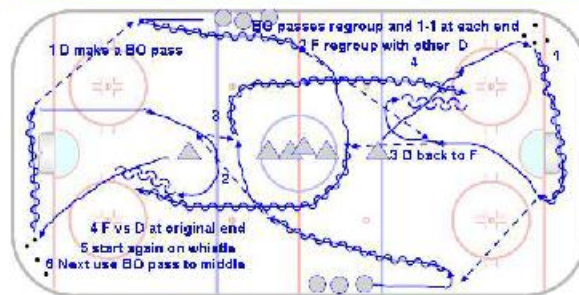 BO passes regroup and 1-1 at each end
1 D make a BO pass
2 F regroup with other D
4
1
3
3 D back to F
2
4 F vs D at original end
5 start again on whistle
6 Next use BO pass to middle